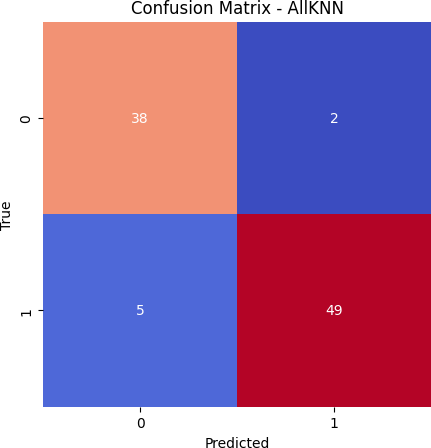 Confusion Matrix - AllKNN
True
0
38
2
1
5
49
0
1
Predicted